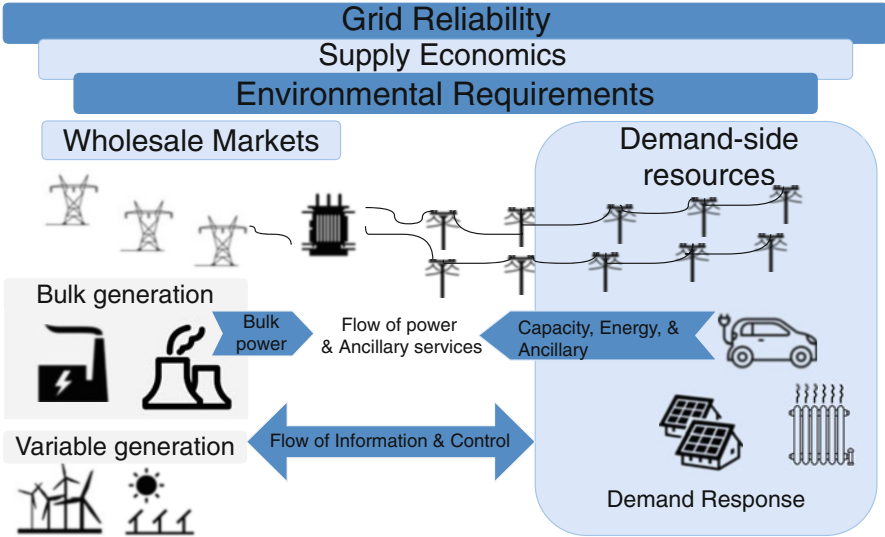 Grid Reliability
Supply Economics
Environmental Requirements
Wholesale Markets
Demand-side
resources
Bulk generation
Bulk
power
Flow of power
& Ancillary services
Capacity, Energy, &
Ancillary
Flow of Information & Control
Variable generation
Demand Response